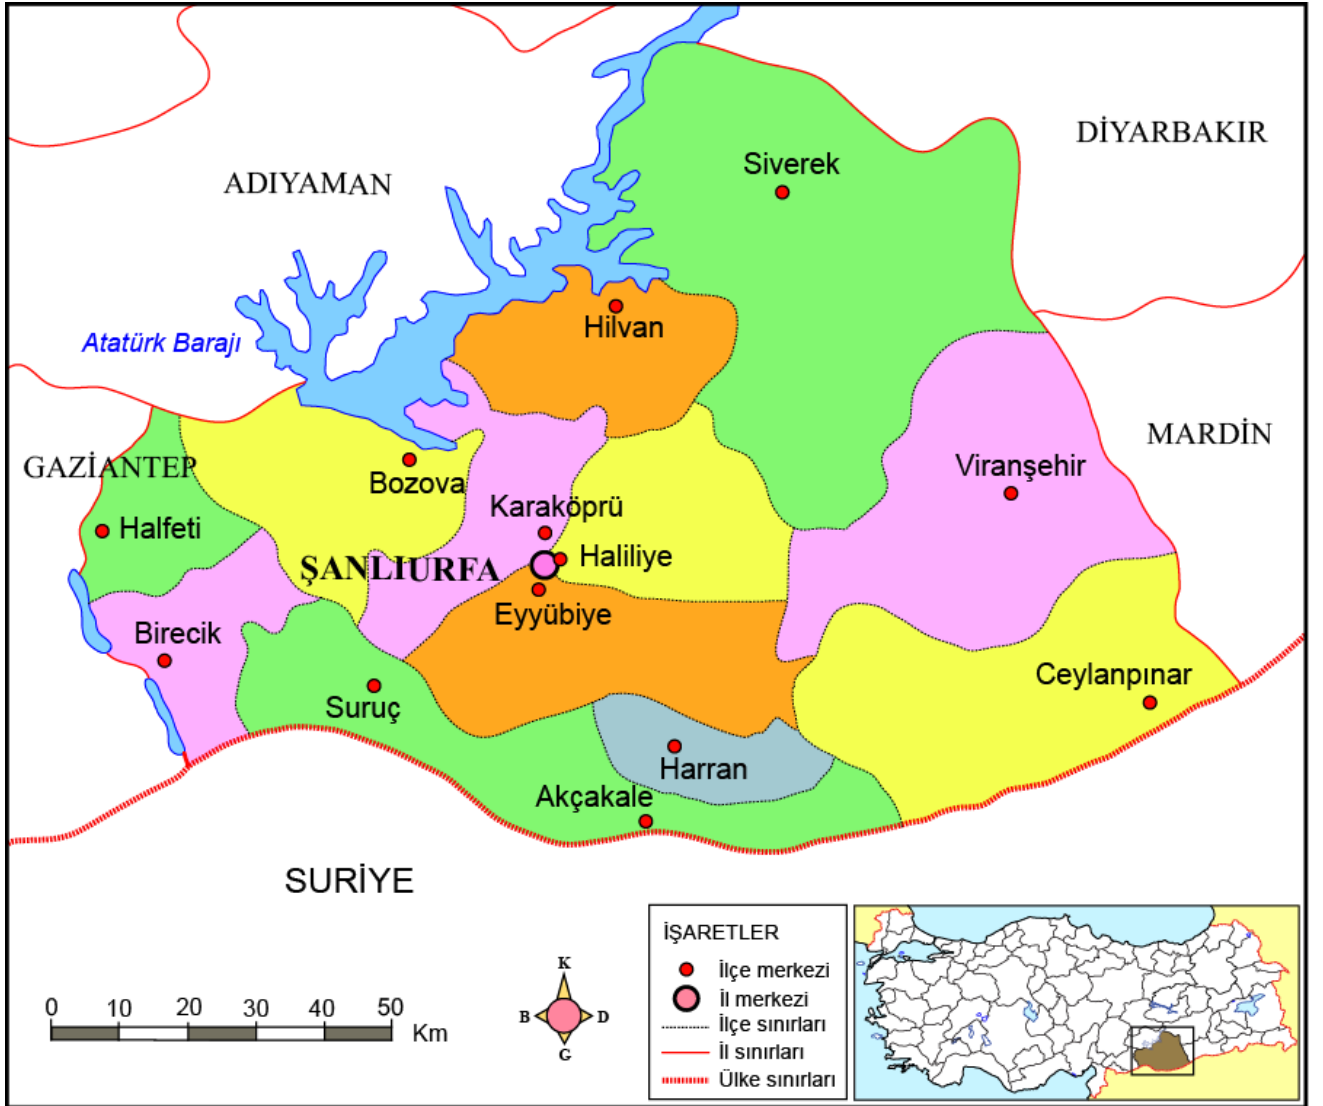 DİYARBAKIR
Siverek
ADIYAMAN
Hilvan
Atatürk Barajı
MARDİN
GAZİANTEP
Viranşehir
Bozova
Karaköprü
Halfeti
Haliliye
ŞANLIURFA
Eyyübiye
Birecik
Ceylanpınar
Suruç
Harran
Akçakale
SURİYE
İŞARETLER
İlçe merkezi
İl merkezi
İlçe sınırları
İl sınırları
Ülke sınırları
K
B D
G
0 10 20 30 40 50
Km